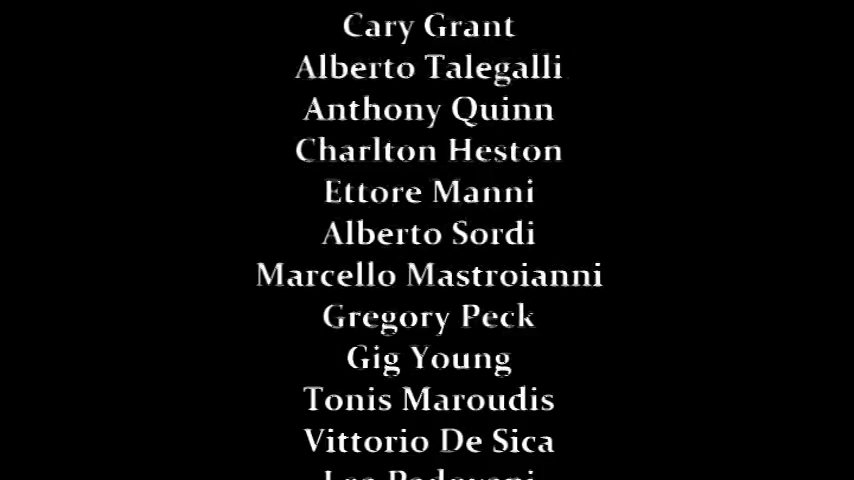 Cary Grant
Alberto Talegalli
Anthony Quinn
Charlton Heston
Ettore Manni
Alberto Sordi
Marcello Mastroianni
Gregory Peck
Gig Young
Tonis Maroudis
Vittorio De Sica